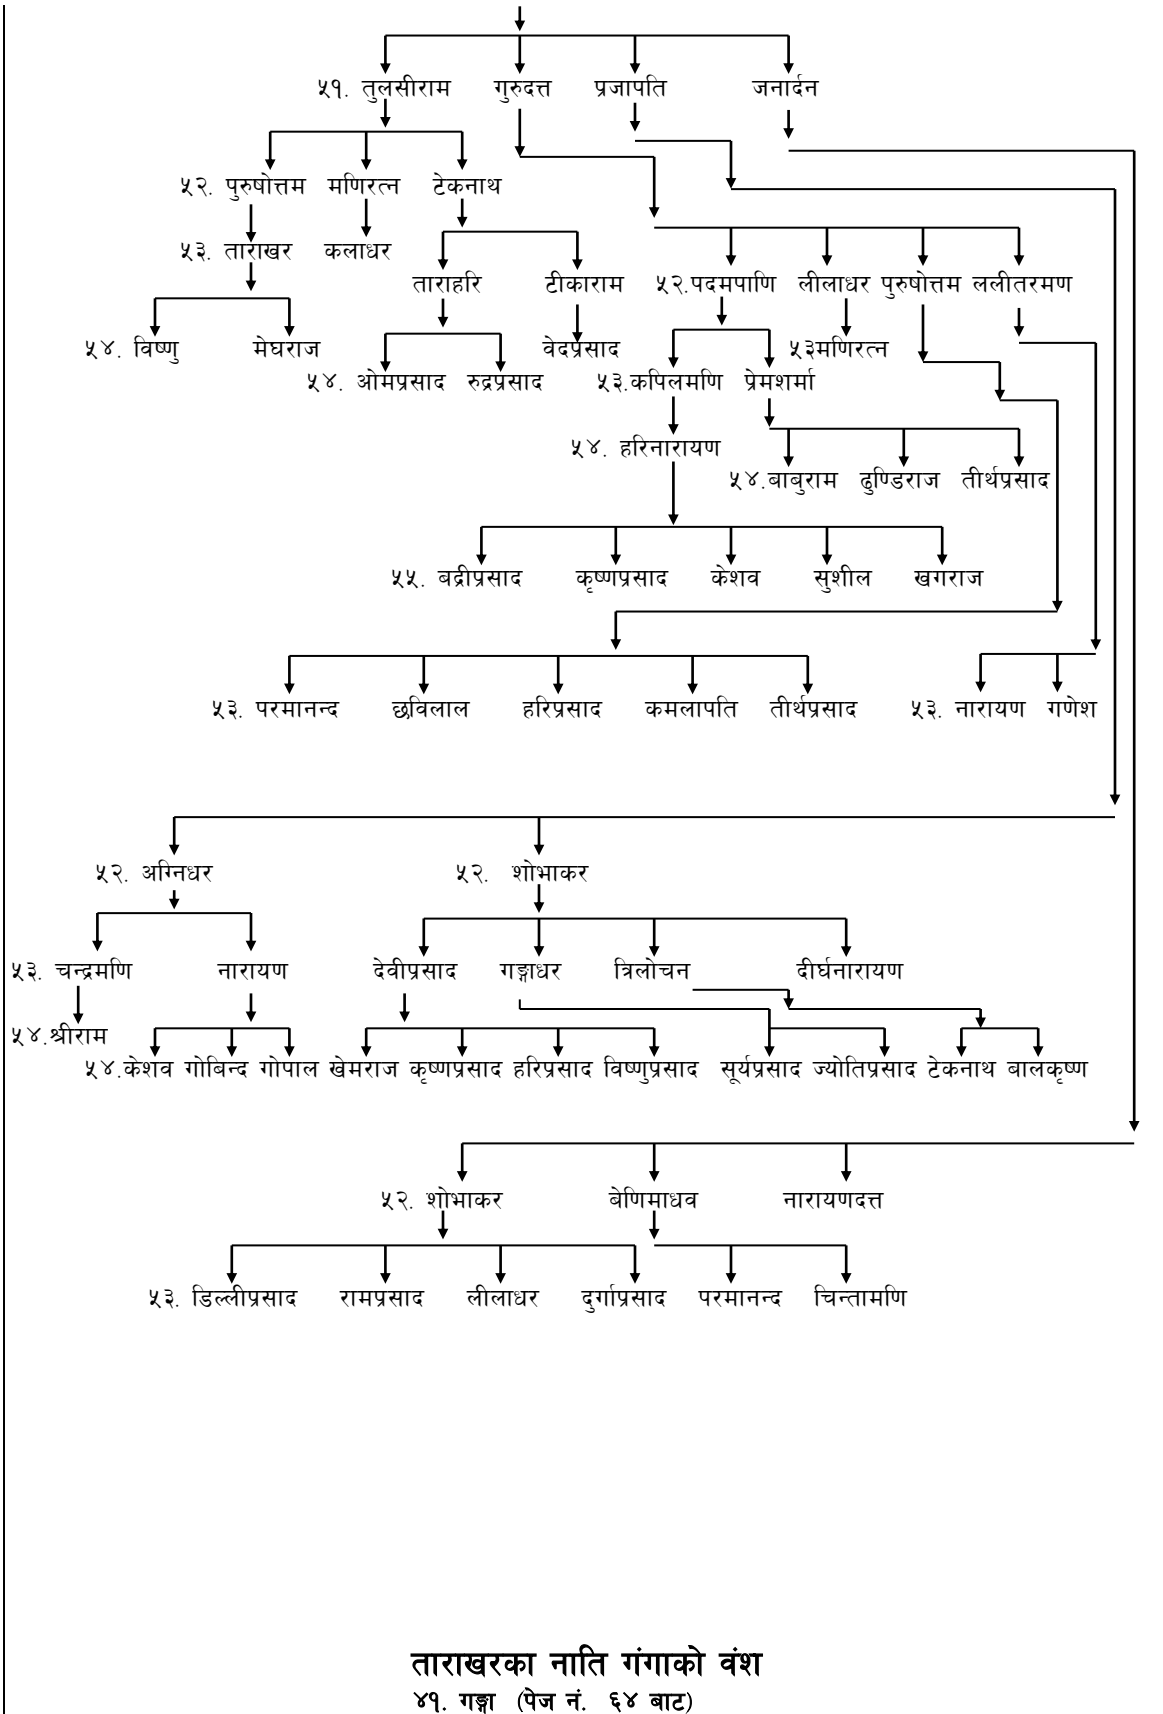 ५१. तुलसीराम गुरुदत्त प्रजापति जनार्दन
५२. पुरुषोत्तम मणिरत्न टेकनाथ
५३. ताराखर कलाधर
ताराहरि टीकाराम ५२.पदमपाणि लीलाधर पुरुषोत्तम ललीतरमण
५४. विष्णु मेघराज वेदप्रसाद ५३मणिरत्न
५४. ओमप्रसाद रुद्रप्रसाद ५३.कपिलमणि प्रेमशर्मा
५४. हरिनारायण
५४.बाबुराम ढुण्डिराज तीर्थप्रसाद
५५. बद्रीप्रसाद कृष्णप्रसाद केशव सुशील खगराज
५३. परमानन्द छविलाल हरिप्रसाद कमलापति तीर्थप्रसाद ५३. नारायण गणेश
५२. अग्निधर ५२. शोभाकर
५३. चन्द्रमणि नारायण देवीप्रसाद गङ्गाधर त्रिलोचन दीर्घनारायण
५४.श्रीराम
५४.केशव गोबिन्द गोपाल खेमराज कृष्णप्रसाद हरिप्रसाद विष्णुप्रसाद सूर्यप्रसाद ज्योतिप्रसाद टेकनाथ बालकृष्ण
५२. शोभाकर बेणिमाधव नारायणदत्त
५३. डिल्लीप्रसाद रामप्रसाद लीलाधर दुर्गाप्रसाद परमानन्द चिन्तामणि
ताराखरका नाति गंगाको वंश
४१. गङ्गा (पेज नं. ६४ बाट)